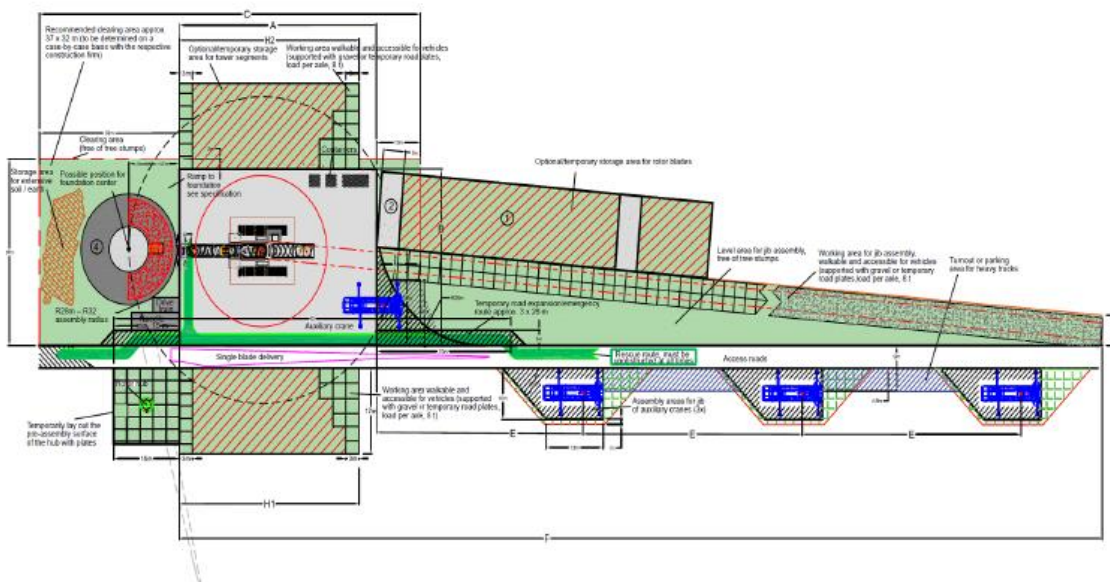 C
A
H2
Recommended clearing area approx.
37 x 32 m (to be determined on a
case-by-case basis with the respective
construction firm)
Optional/temporary storage
area for tower segments
Working area walkable and accessible for vehicles
(supported with gravel or temporary road plates,
load per axle, 8 t)
Clearing area
(free of tree stumps)
Storage area
for extensive
soil / earth
Possible position for
foundation center
Ramp to
foundation
see specification
Containers
Optional/temporary storage area for rotor blades
①
②
④
Level area for jib assembly,
free of tree stumps
Working area for jib assembly,
walkable and accessible for vehicles
(supported with gravel or temporary
road plates, load per axle, 8 t
Turnout or parking
area for heavy trucks
R28m – R32
assembly radius
Temporary road expansion/emergency
route approx. 3 x 25 m
Auxiliary crane
Single blade delivery
Rescue route, must be
Access roads
Working area walkable and
accessible for vehicles (supported
with gravel or temporary road plates,
load per axle, 8 t)
Assembly areas for jib
of auxiliary cranes (3x)
Temporarily lay out the
pre-assembly surface
of the hub with plates
12m
E
E
E
15m
H1
F